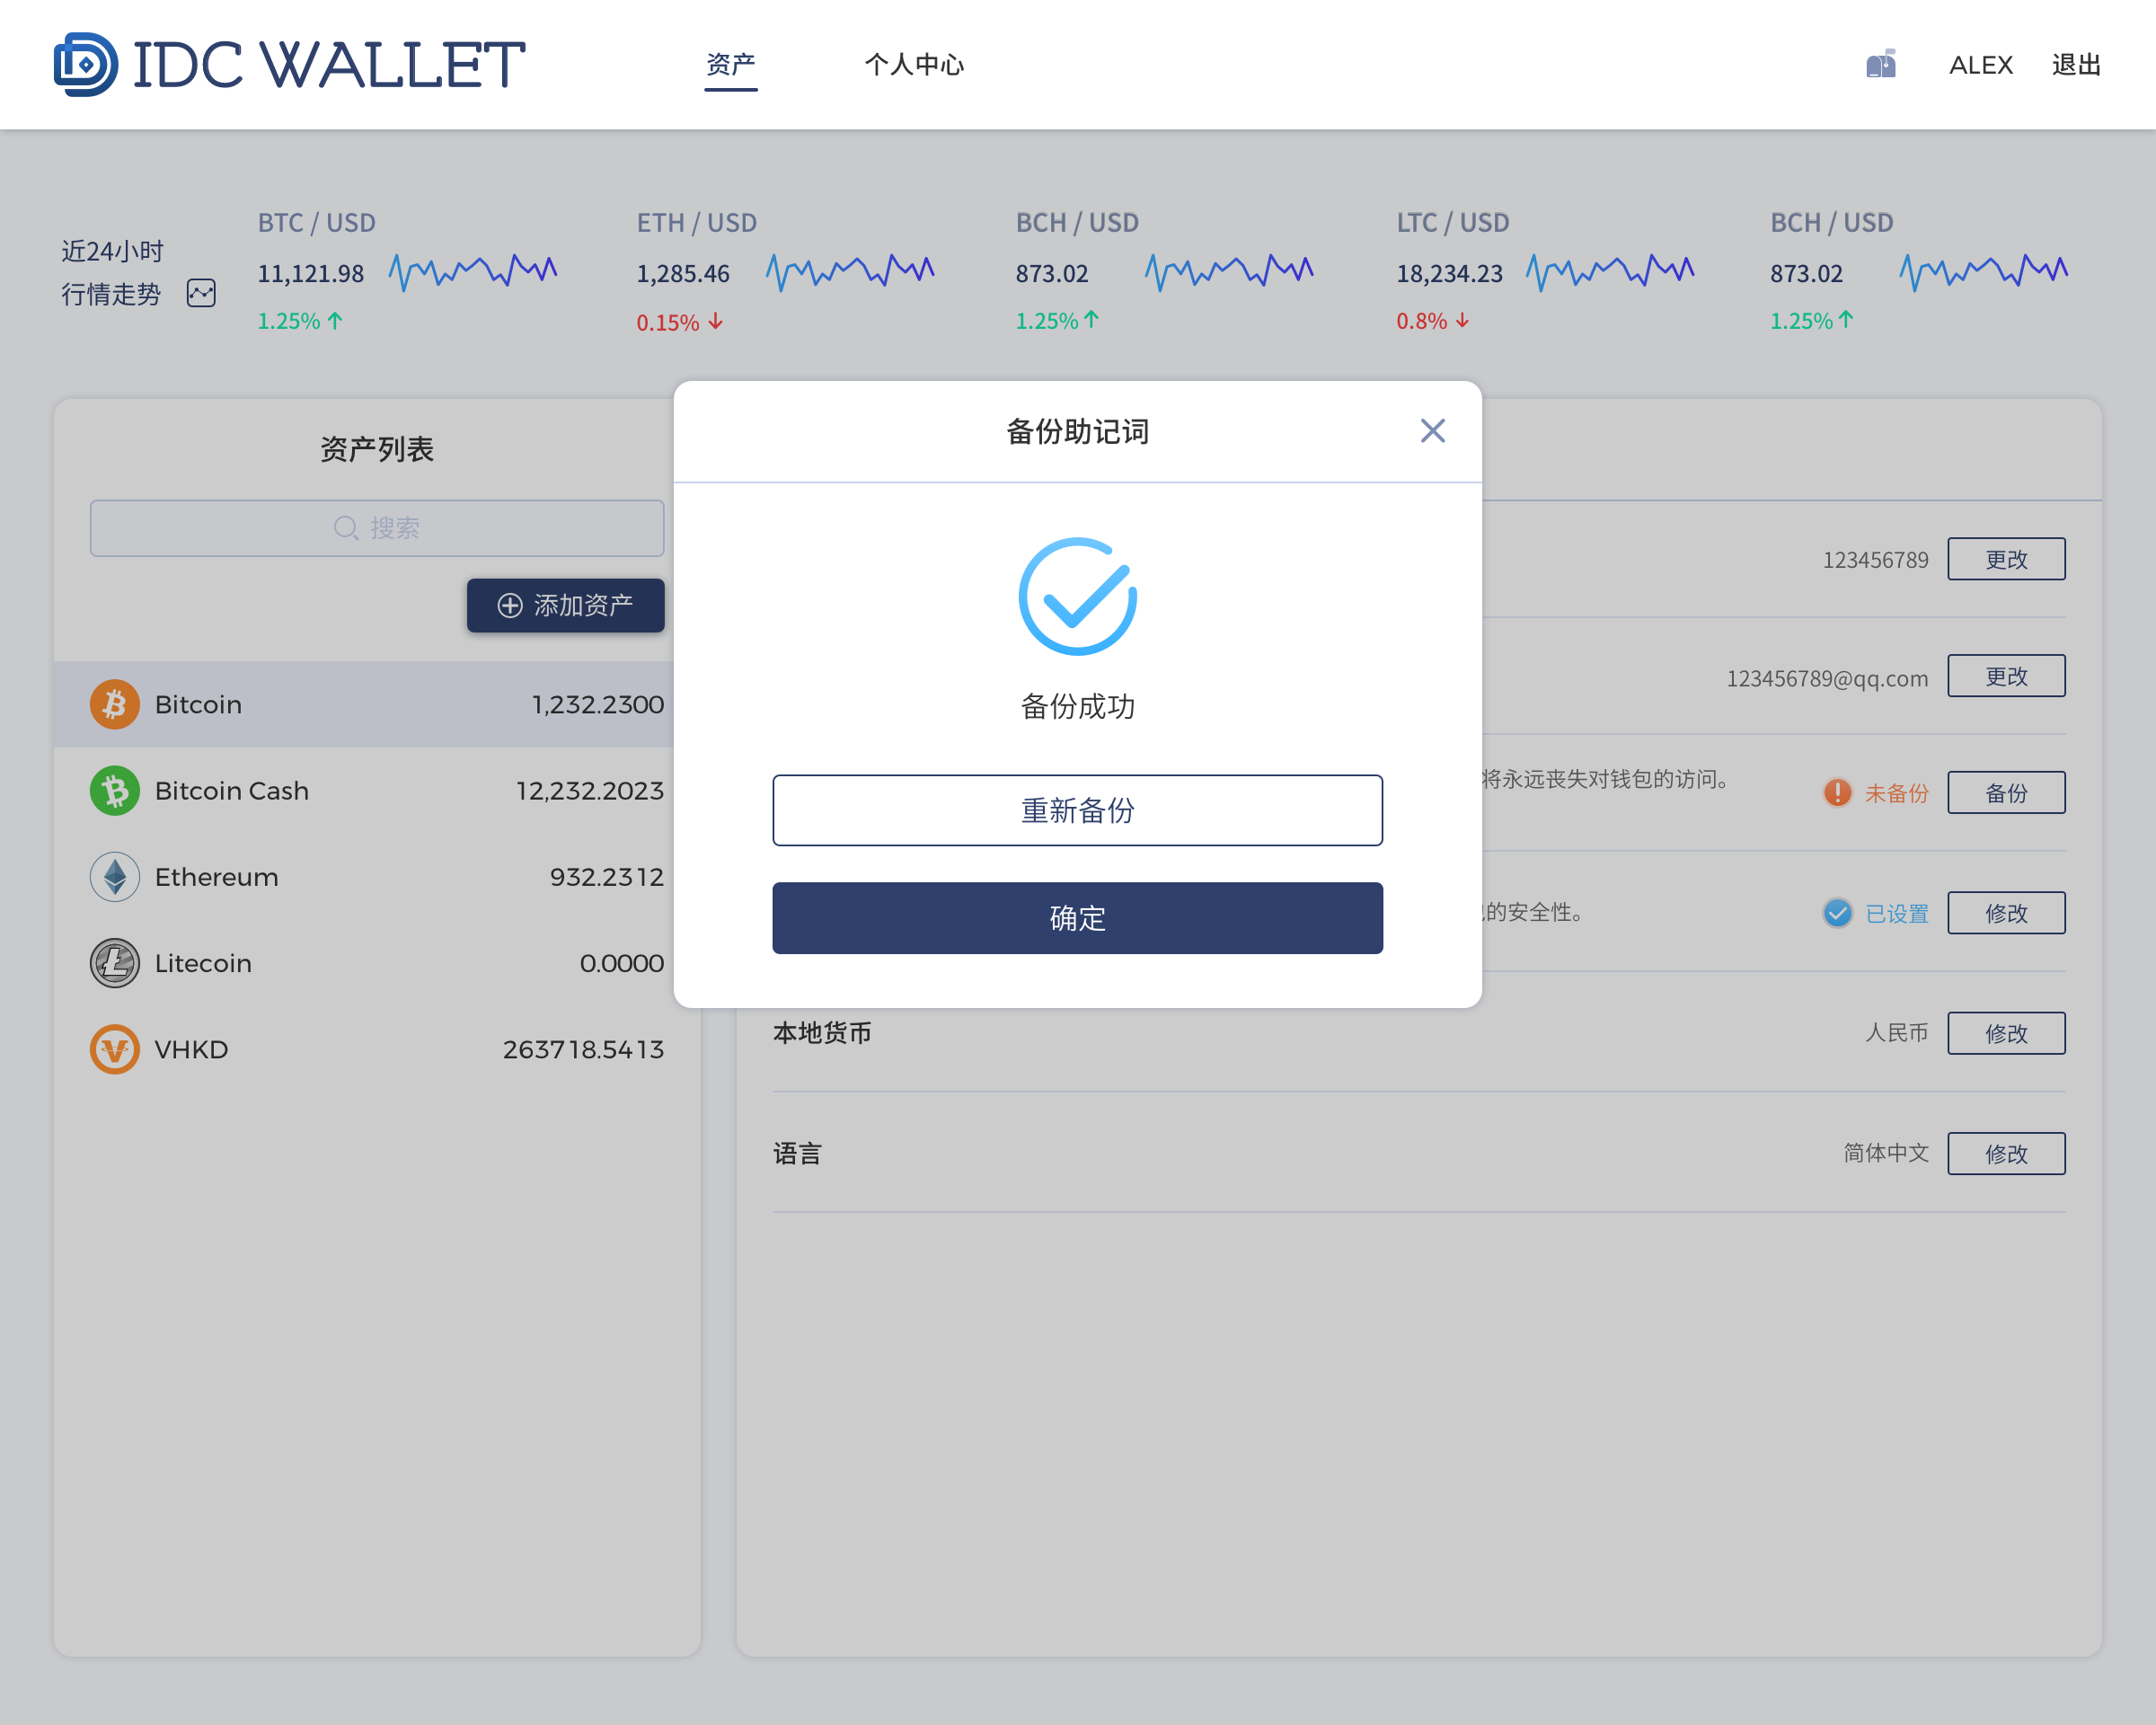 IDC WALLET
资产
个人中心
ALEX
退出
近24小时
行情走势
BTC / USD
11,121.98
1.25%
ETH / USD
1,285.46
0.15%
BCH / USD
873.02
1.25%
LTC / USD
18,234.23
0.8%
BCH / USD
873.02
1.25%
资产列表
搜索
添加资产
Bitcoin 1,232.2300
Bitcoin Cash 12,232.2023
Ethereum 932.2312
Litecoin 0.0000
VHKD 263718.5413
备份助记词
备份成功
重新备份
确定
123456789 更改
123456789@qq.com 更改
将永远丧失对钱包的访问。 未备份 备份
的安全性。 已设置 修改
本地货币 人民币 修改
语言 简体中文 修改